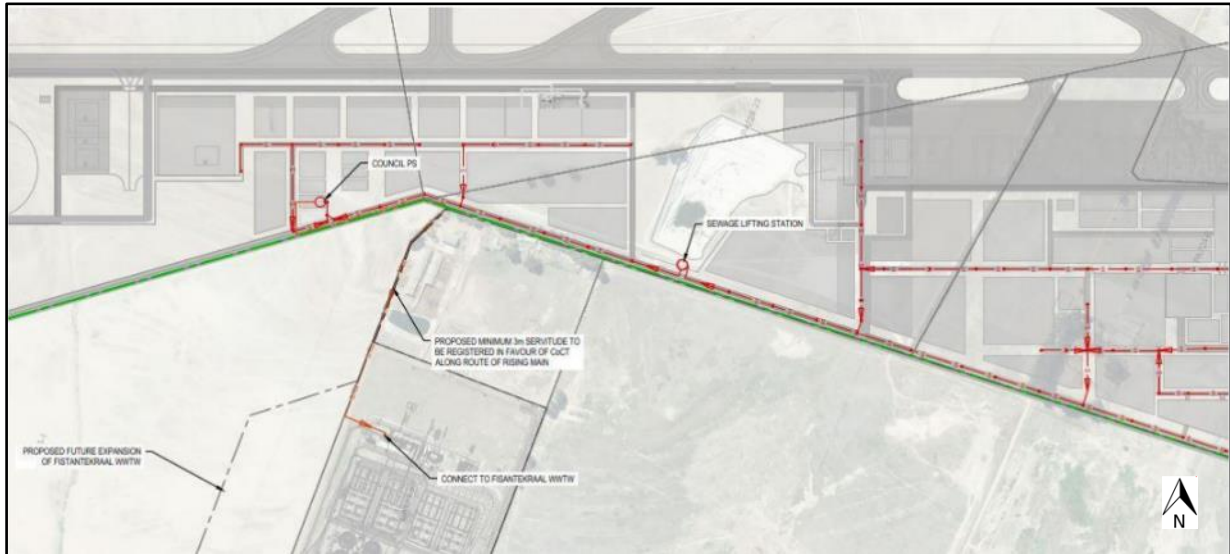 COUNCIL PS
SEWAGE LIFTING STATION
PROPOSED MINIMUM 3m SERVITUDE TO
BE REGISTERED IN FAVOUR OF CoCT
ALONG ROUTE OF RISING MAIN
PROPOSED FUTURE EXPANSION
OF FISTANTEKRAAL WWTW
CONNECT TO FISANTEKRAAL WWTW
N